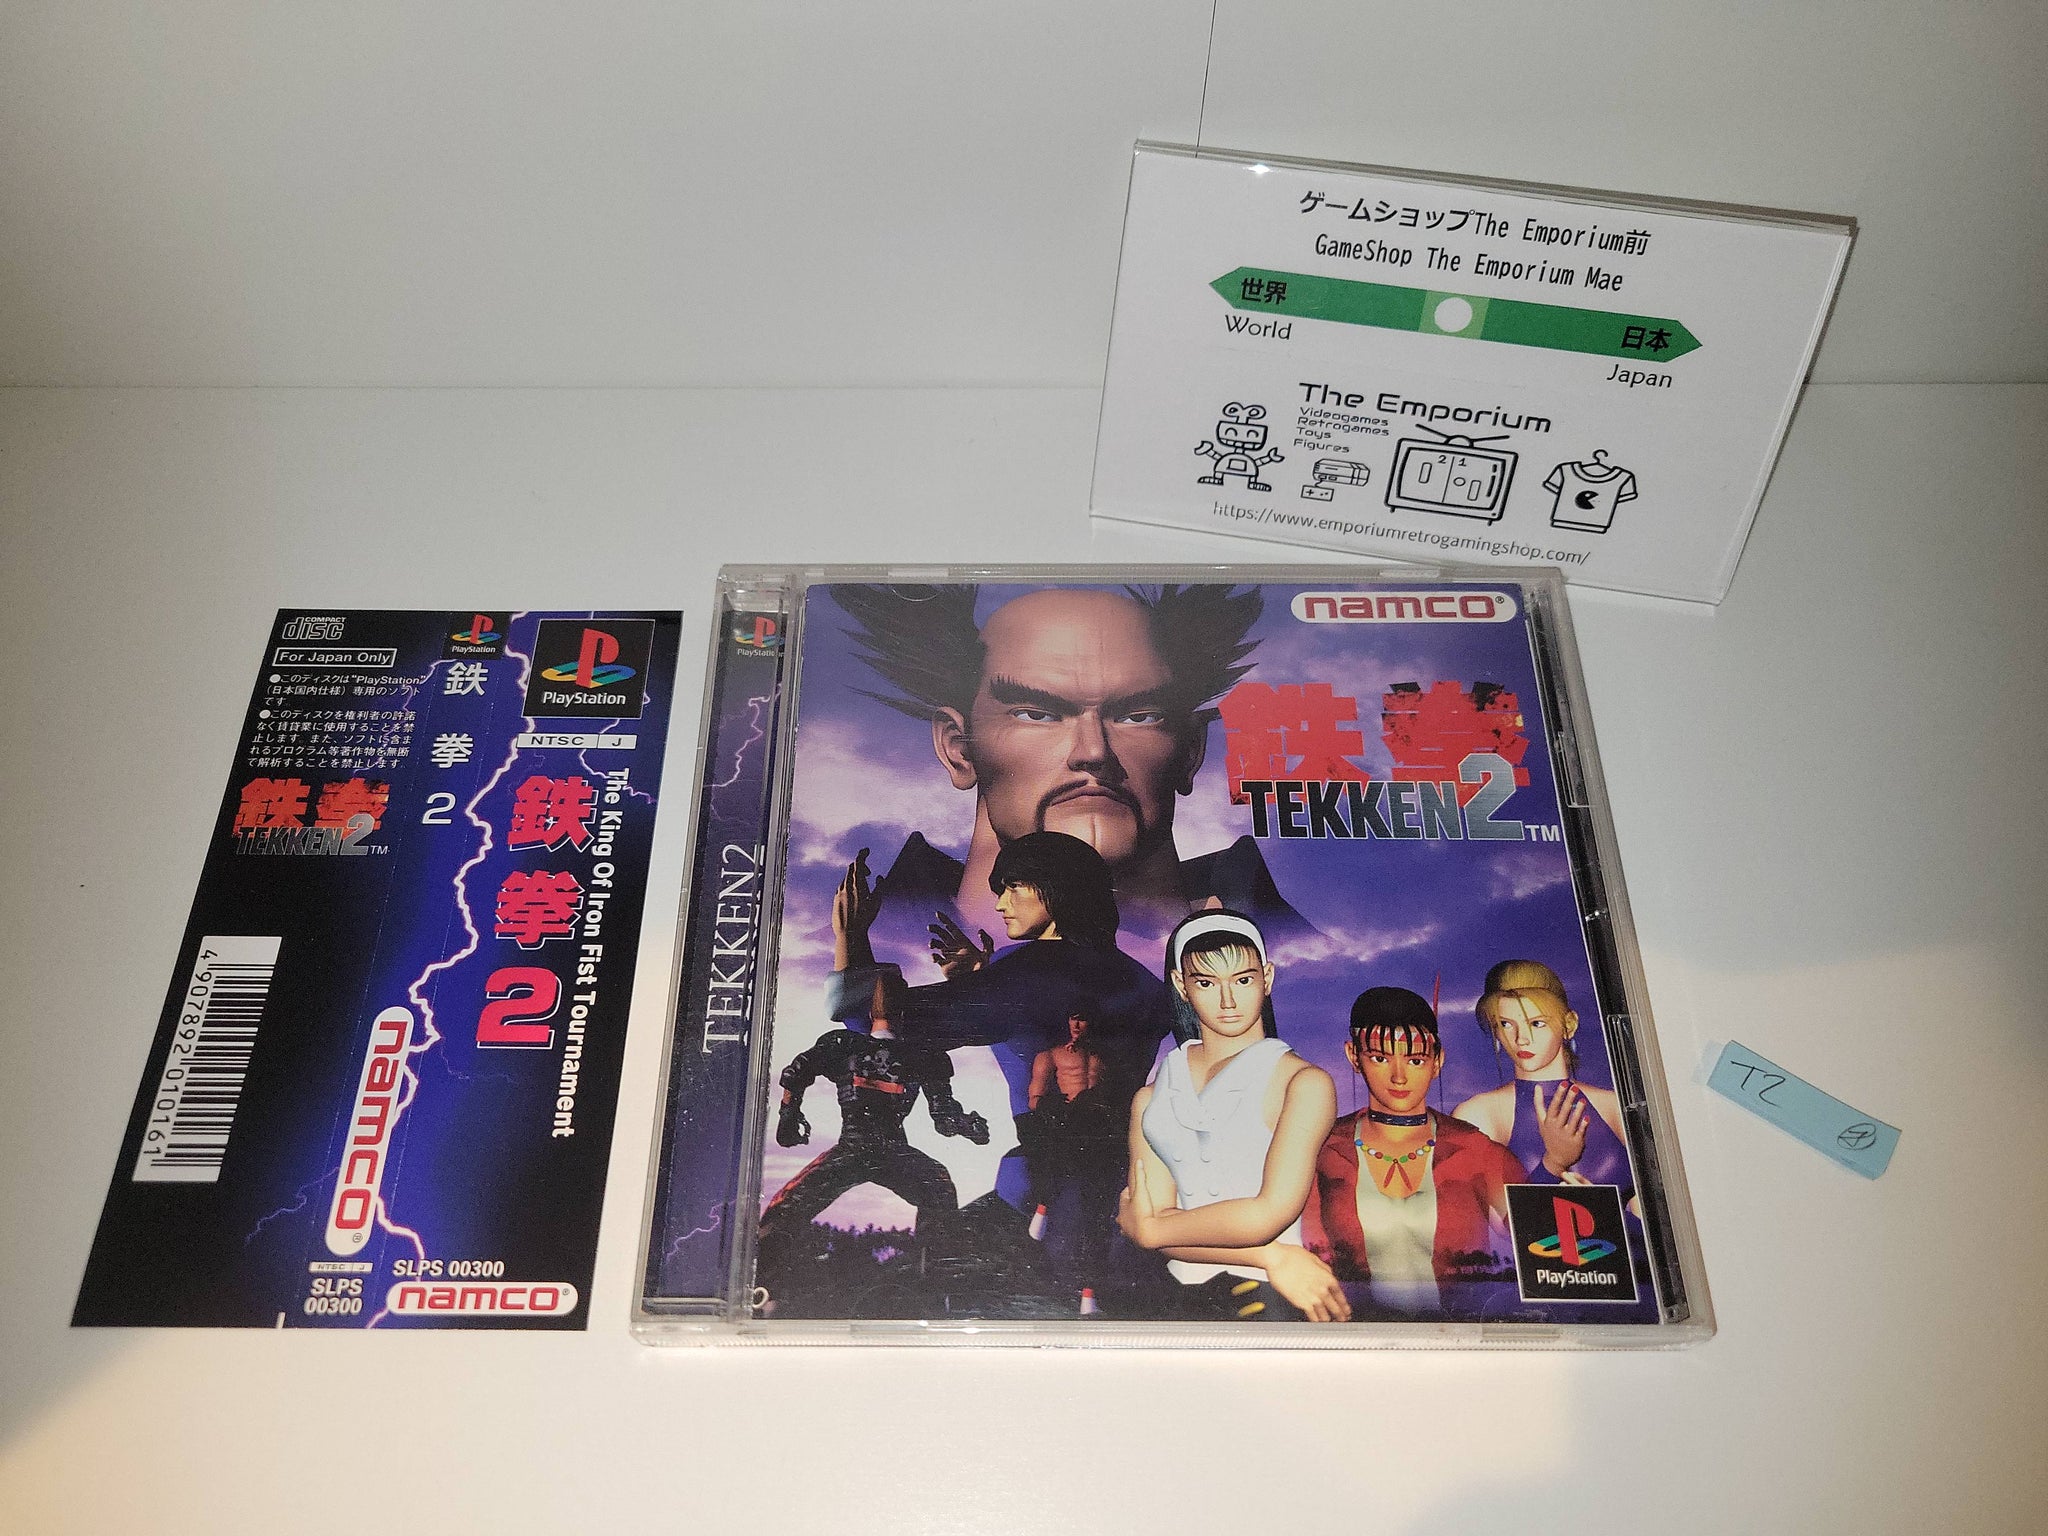 ゲームショップThe Emporium前
GameShop The Emporium Mae
世界
日本
World
Japan
The Emporium
Videogames
Retrogames
Toys
Figures
2 1
https://www.emporiumretrogamingshop.com/
COMPACT
disc
For Japan Only
●このディスクは"PlayStation"
(日本国内仕様)専用のソフト
です。
●このディスクを権利者の許諾
なく賃貸業に使用することを禁
止します。また、ソフトに含ま
れるプログラム等著作物を無断
で解析することを禁止します。
鉄拳
TEKKEN2™
4907892010161
PlayStation
鉄拳2
namco®
NTSC J
SLPS
00300
PlayStation
NTSC J
鉄拳2
The King Of Iron Fist Tournament
SLPS 00300
namco®
PlayStation
TEKKEN2
namco®
鉄拳
TEKKEN2™
PlayStation
T2